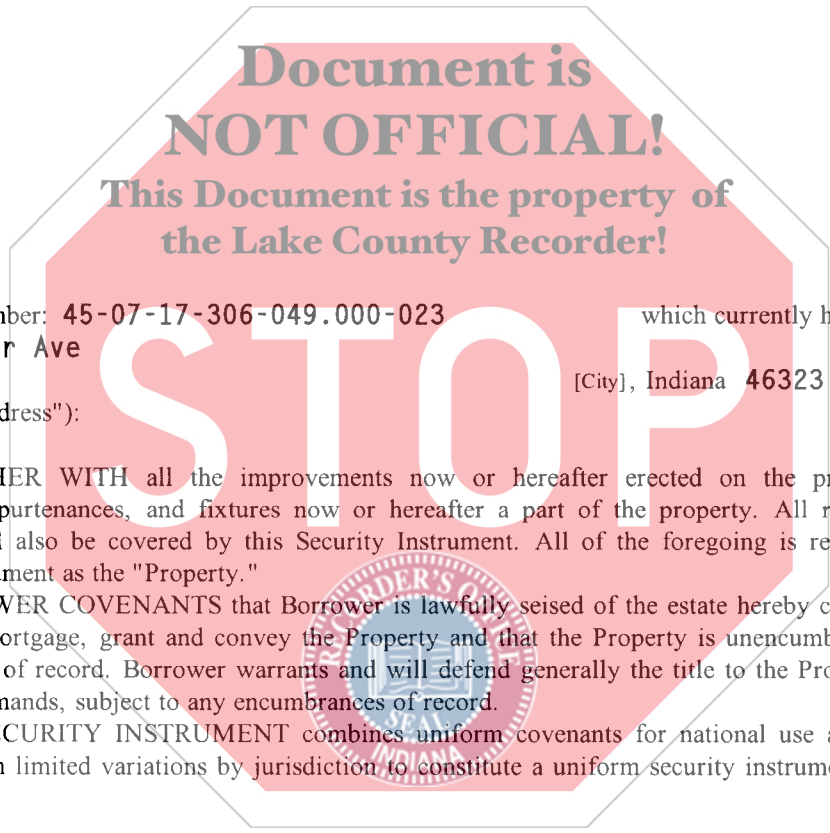 Document is
NOT OFFICIAL!
This Document is the property of
the Lake County Recorder!
STOP
nber: 45-07-17-306-049.000-023 which currently h
r Ave
[City], Indiana 46323
dress"):
HER WITH all the improvements now or hereafter erected on the pr
purtenances, and fixtures now or hereafter a part of the property. All r
l also be covered by this Security Instrument. All of the foregoing is re
ment as the "Property."
WER COVENANTS that Borrower is lawfully seised of the estate hereby c
ortgage, grant and convey the Property and that the Property is unencumb
of record. Borrower warrants and will defend generally the title to the Pro
mands, subject to any encumbrances of record.
CURITY INSTRUMENT combines uniform covenants for national use a
h limited variations by jurisdiction to constitute a uniform security instrume
RECORDER'S OFFICE
SEAL
INDIANA